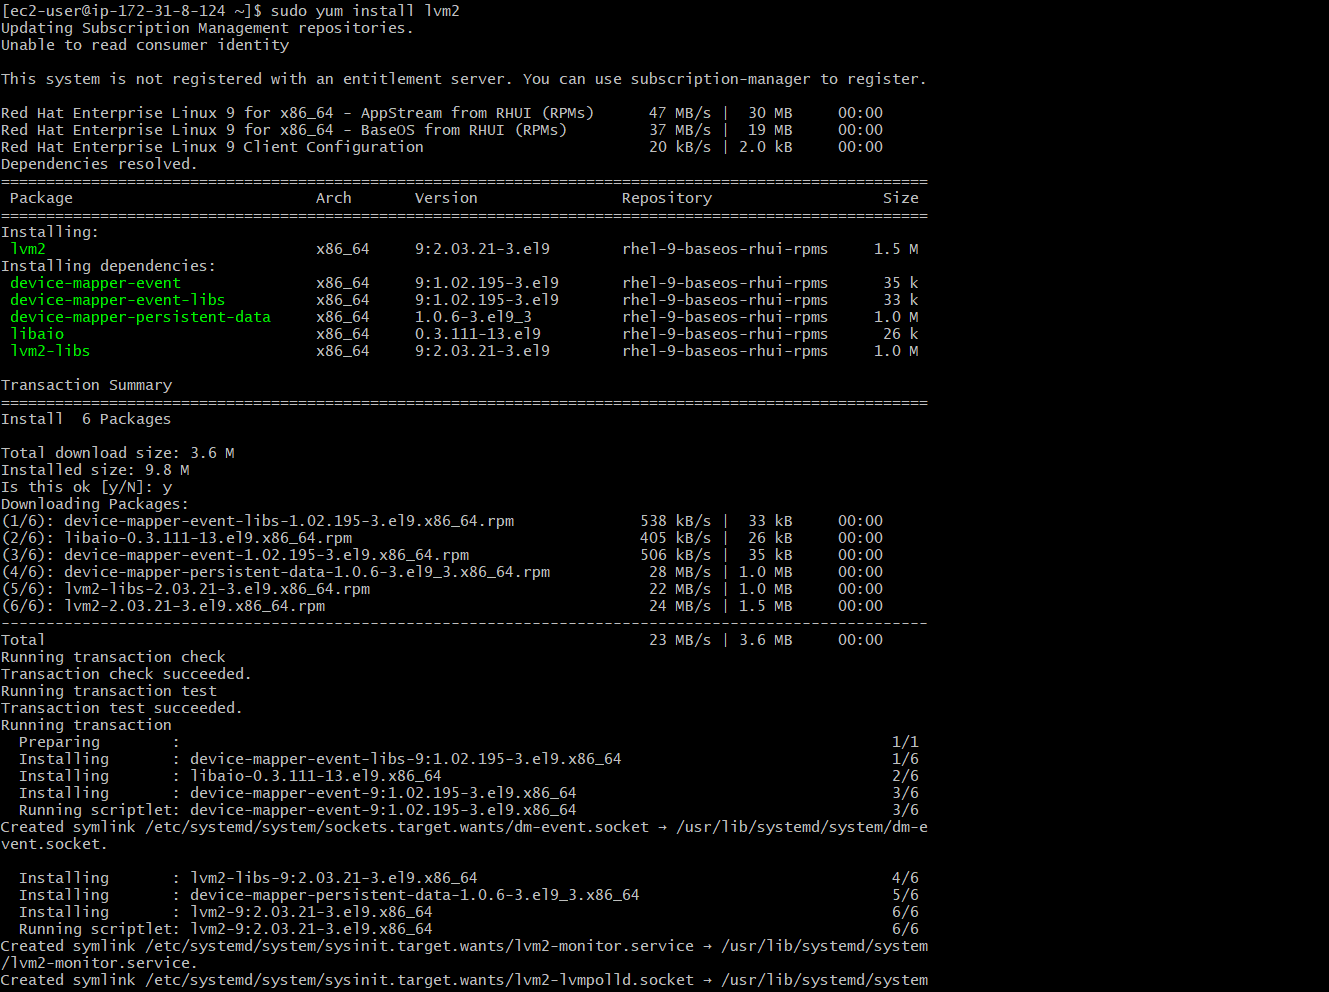 [ec2-user@ip-172-31-8-124 ~]$ sudo yum install lvm2
Updating Subscription Management repositories.
Unable to read consumer identity

This system is not registered with an entitlement server. You can use subscription-manager to register.

Red Hat Enterprise Linux 9 for x86_64 - AppStream from RHUI (RPMs)      47 MB/s |  30 MB     00:00
Red Hat Enterprise Linux 9 for x86_64 - BaseOS from RHUI (RPMs)         37 MB/s |  19 MB     00:00
Red Hat Enterprise Linux 9 Client Configuration                         20 kB/s | 2.0 kB     00:00
Dependencies resolved.
=======================================================================================================
 Package                           Arch       Version                Repository                   Size
=======================================================================================================
Installing:
 lvm2                              x86_64     9:2.03.21-3.el9        rhel-9-baseos-rhui-rpms     1.5 M
Installing dependencies:
 device-mapper-event               x86_64     9:1.02.195-3.el9       rhel-9-baseos-rhui-rpms      35 k
 device-mapper-event-libs          x86_64     9:1.02.195-3.el9       rhel-9-baseos-rhui-rpms      33 k
 device-mapper-persistent-data     x86_64     1.0.6-3.el9_3          rhel-9-baseos-rhui-rpms     1.0 M
 libaio                            x86_64     0.3.111-13.el9         rhel-9-baseos-rhui-rpms      26 k
 lvm2-libs                         x86_64     9:2.03.21-3.el9        rhel-9-baseos-rhui-rpms     1.0 M

Transaction Summary
=======================================================================================================
Install  6 Packages

Total download size: 3.6 M
Installed size: 9.8 M
Is this ok [y/N]: y
Downloading Packages:
(1/6): device-mapper-event-libs-1.02.195-3.el9.x86_64.rpm              538 kB/s |  33 kB     00:00
(2/6): libaio-0.3.111-13.el9.x86_64.rpm                                405 kB/s |  26 kB     00:00
(3/6): device-mapper-event-1.02.195-3.el9.x86_64.rpm                   506 kB/s |  35 kB     00:00
(4/6): device-mapper-persistent-data-1.0.6-3.el9_3.x86_64.rpm           28 MB/s | 1.0 MB     00:00
(5/6): lvm2-libs-2.03.21-3.el9.x86_64.rpm                               22 MB/s | 1.0 MB     00:00
(6/6): lvm2-2.03.21-3.el9.x86_64.rpm                                    24 MB/s | 1.5 MB     00:00
-------------------------------------------------------------------------------------------------------
Total                                                                   23 MB/s | 3.6 MB     00:00
Running transaction check
Transaction check succeeded.
Running transaction test
Transaction test succeeded.
Running transaction
  Preparing        :                                                                               1/1
  Installing       : device-mapper-event-libs-9:1.02.195-3.el9.x86_64                              1/6
  Installing       : libaio-0.3.111-13.el9.x86_64                                                  2/6
  Installing       : device-mapper-event-9:1.02.195-3.el9.x86_64                                   3/6
  Running scriptlet: device-mapper-event-9:1.02.195-3.el9.x86_64                                   3/6
Created symlink /etc/systemd/system/sockets.target.wants/dm-event.socket → /usr/lib/systemd/system/dm-e
vent.socket.

  Installing       : lvm2-libs-9:2.03.21-3.el9.x86_64                                              4/6
  Installing       : device-mapper-persistent-data-1.0.6-3.el9_3.x86_64                            5/6
  Installing       : lvm2-9:2.03.21-3.el9.x86_64                                                   6/6
  Running scriptlet: lvm2-9:2.03.21-3.el9.x86_64                                                   6/6
Created symlink /etc/systemd/system/sysinit.target.wants/lvm2-monitor.service → /usr/lib/systemd/system
/lvm2-monitor.service.
Created symlink /etc/systemd/system/sysinit.target.wants/lvm2-lvmpolld.socket → /usr/lib/systemd/system